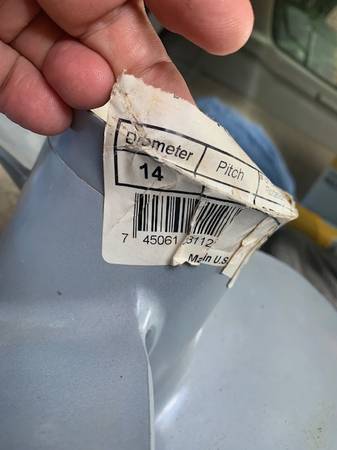 Diameter Pitch
14
7 45061 3112
Made in U.S.